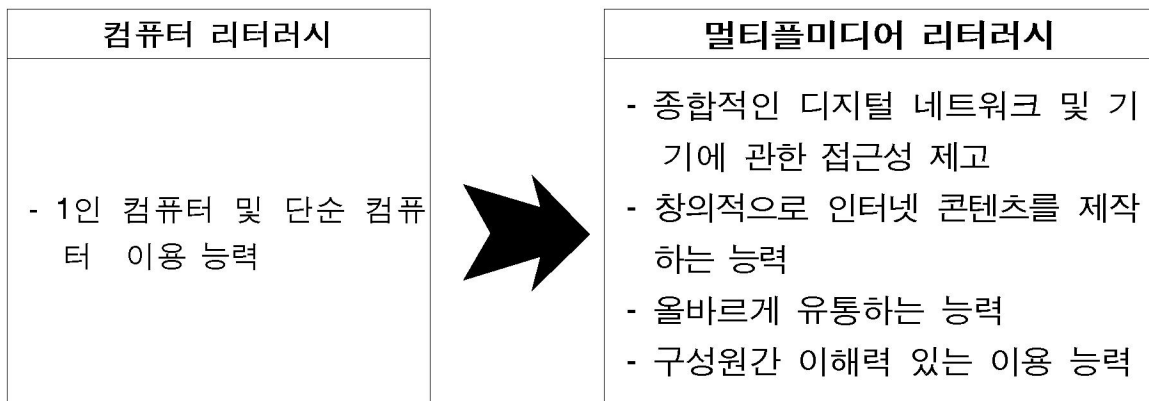 컴퓨터 리터러시
- 1인 컴퓨터 및 단순 컴퓨
터 이용 능력
멀티플미디어 리터러시
- 종합적인 디지털 네트워크 및 기
기에 관한 접근성 제고
- 창의적으로 인터넷 콘텐츠를 제작
하는 능력
- 올바르게 유통하는 능력
- 구성원간 이해력 있는 이용 능력